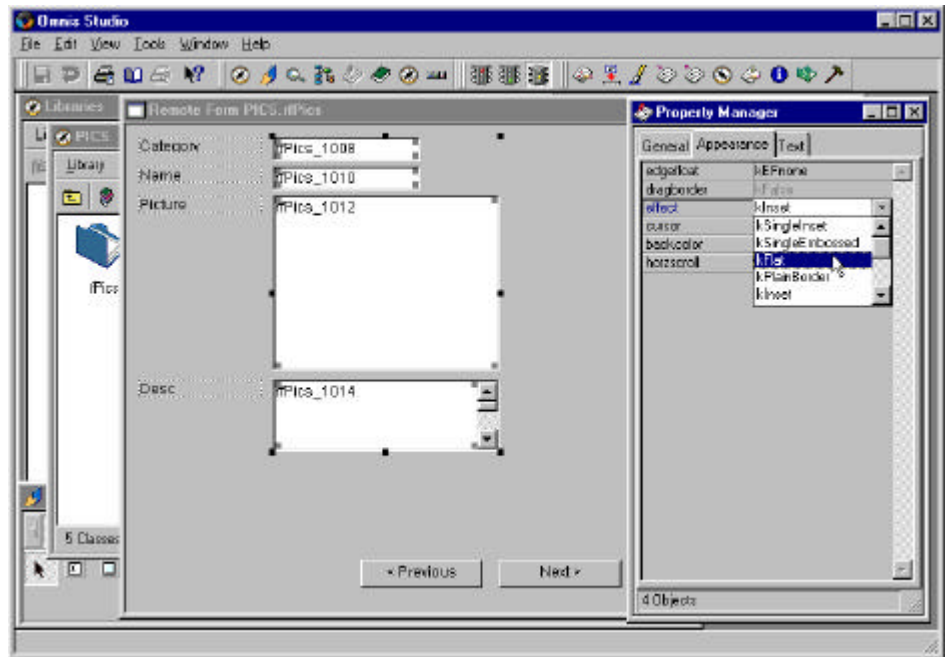 Omnis Studio
File Edit View Tools Window Help
Libraries
PICS
Library
rfPics
5 Classes
Remote Form PICS.rfPics
Category
rfPics_1008
Name
rfPics_1010
Picture
rfPics_1012
Desc
rfPics_1014
< Previous
Next >
Property Manager
General Appearance Text
edgefloat kEFnone
dragborder kFalse
effect kInset
cursor kSingleInset
backcolor kSingleEmbossed
horzscroll kFlat
kPlainBorder
kInset
4 Objects